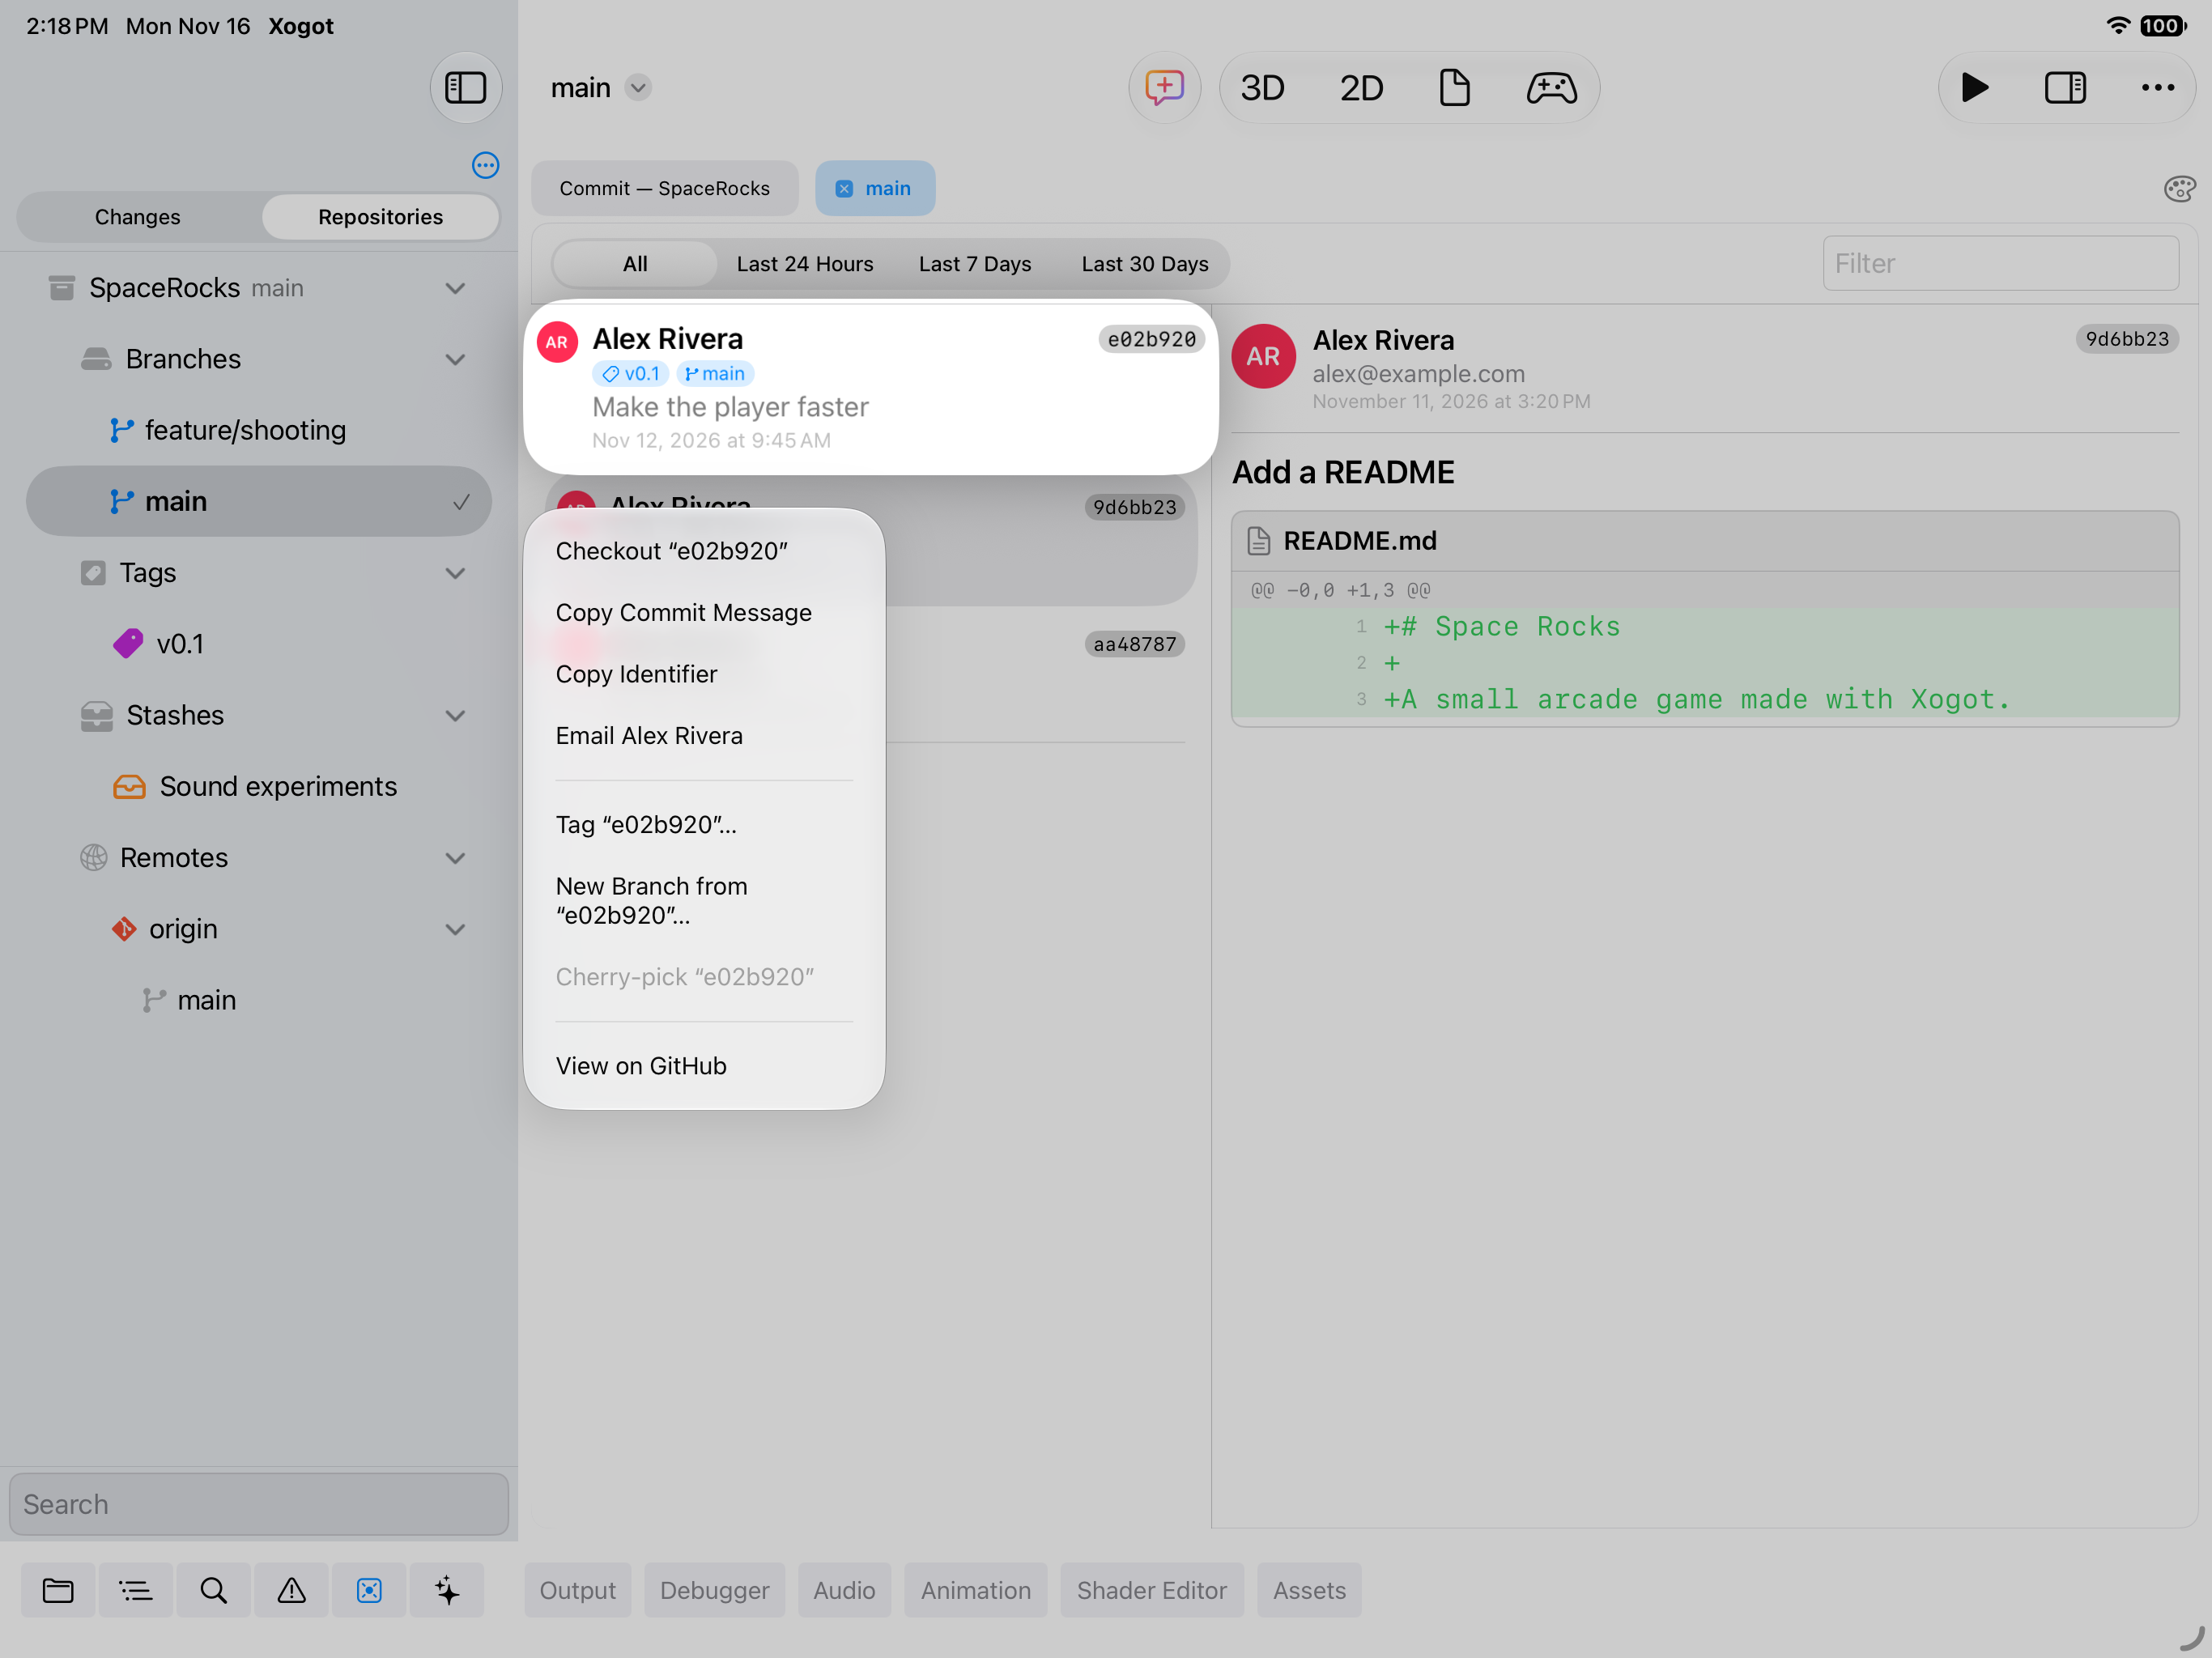 2:18 PM Mon Nov 16 Xogot
100
main
3D 2D
Changes Repositories
Commit — SpaceRocks main
All Last 24 Hours Last 7 Days Last 30 Days
Filter
SpaceRocks main
Branches
feature/shooting
main
Tags
v0.1
Stashes
Sound experiments
Remotes
origin
main
Search
AR Alex Rivera e02b920
v0.1 main
Make the player faster
Nov 12, 2026 at 9:45 AM
Alex Rivera 9d6bb23
aa48787
Checkout “e02b920”
Copy Commit Message
Copy Identifier
Email Alex Rivera
Tag “e02b920”…
New Branch from
“e02b920”…
Cherry-pick “e02b920”
View on GitHub
AR Alex Rivera 9d6bb23
alex@example.com
November 11, 2026 at 3:20 PM
Add a README
README.md
@@ −0,0 +1,3 @@
1 +# Space Rocks
2 +
3 +A small arcade game made with Xogot.
Output Debugger Audio Animation Shader Editor Assets